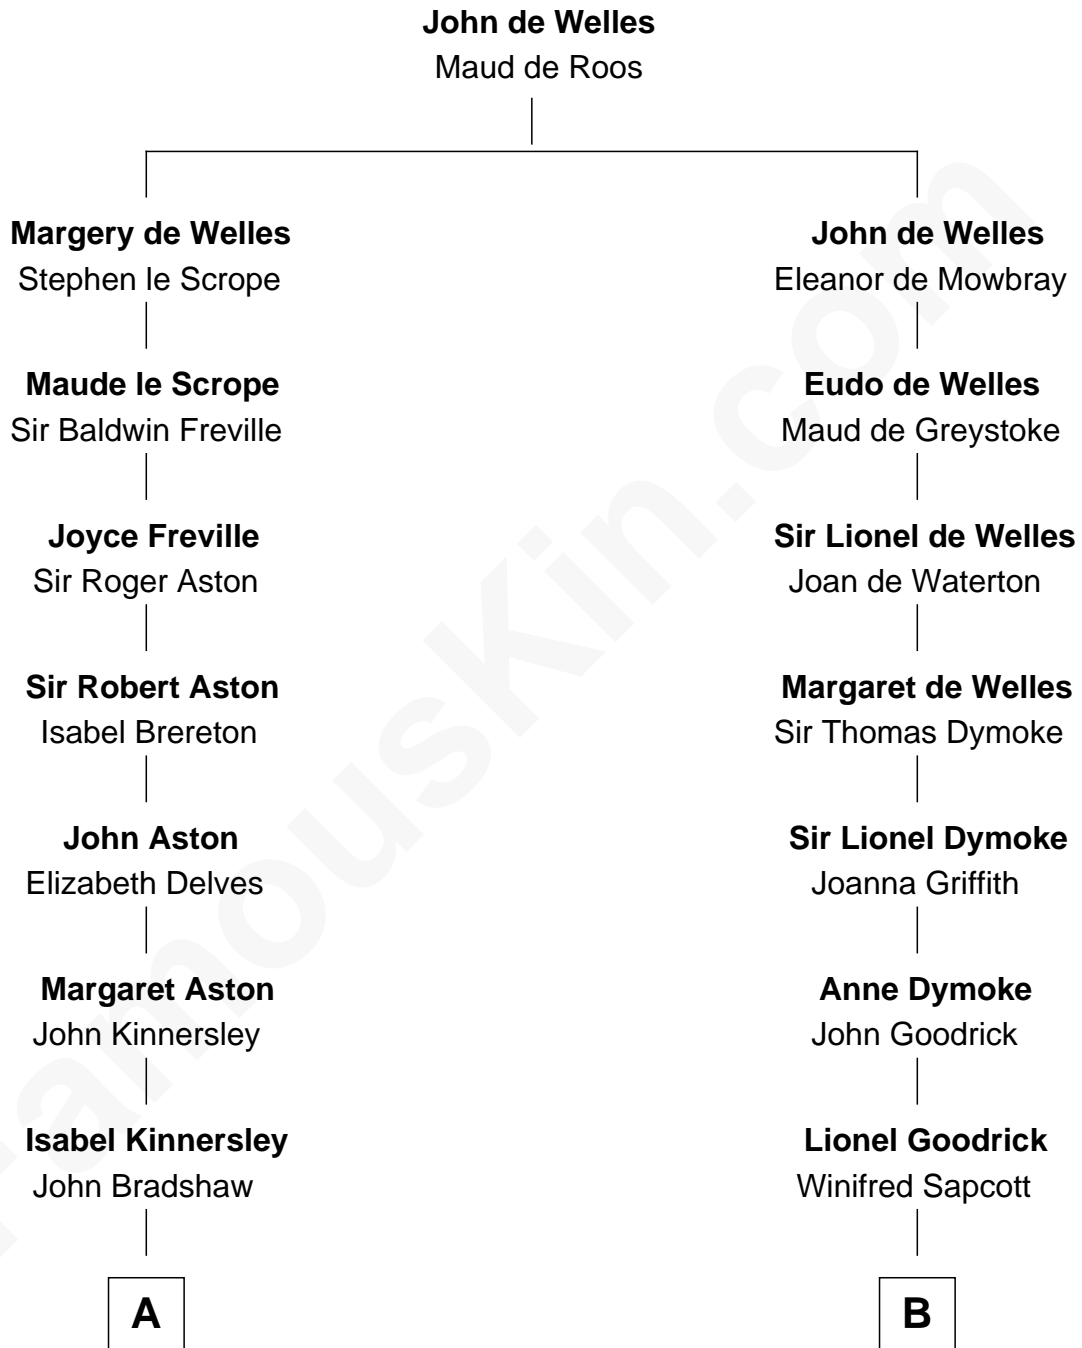 John de Welles
Maud de Roos
Margery de Welles
Stephen le Scrope
John de Welles
Eleanor de Mowbray
Maude le Scrope
Sir Baldwin Freville
Eudo de Welles
Maud de Greystoke
Joyce Freville
Sir Roger Aston
Sir Lionel de Welles
Joan de Waterton
Sir Robert Aston
Isabel Brereton
Margaret de Welles
Sir Thomas Dymoke
John Aston
Elizabeth Delves
Sir Lionel Dymoke
Joanna Griffith
Margaret Aston
John Kinnersley
Anne Dymoke
John Goodrick
Isabel Kinnersley
John Bradshaw
Lionel Goodrick
Winifred Sapcott
A
B
FamousKin.com